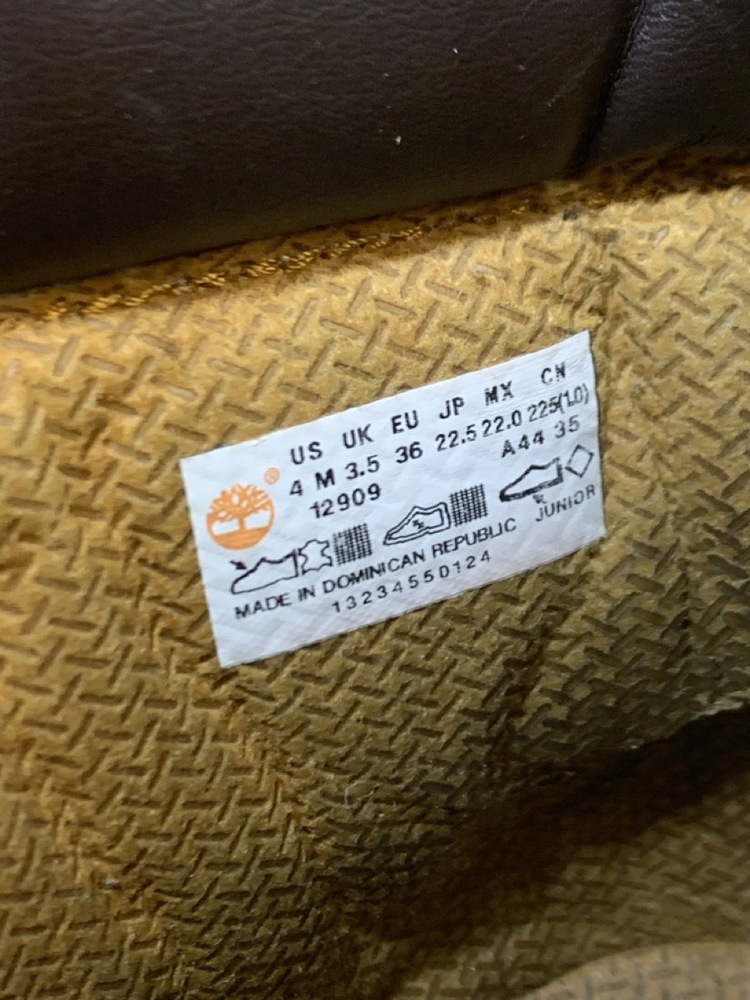 US UK EU JP MX CN
4 M 3.5 36 22.5 22.0 225(1.0)
12909 A44 35
®
JUNIOR
MADE IN DOMINICAN REPUBLIC
13234550124